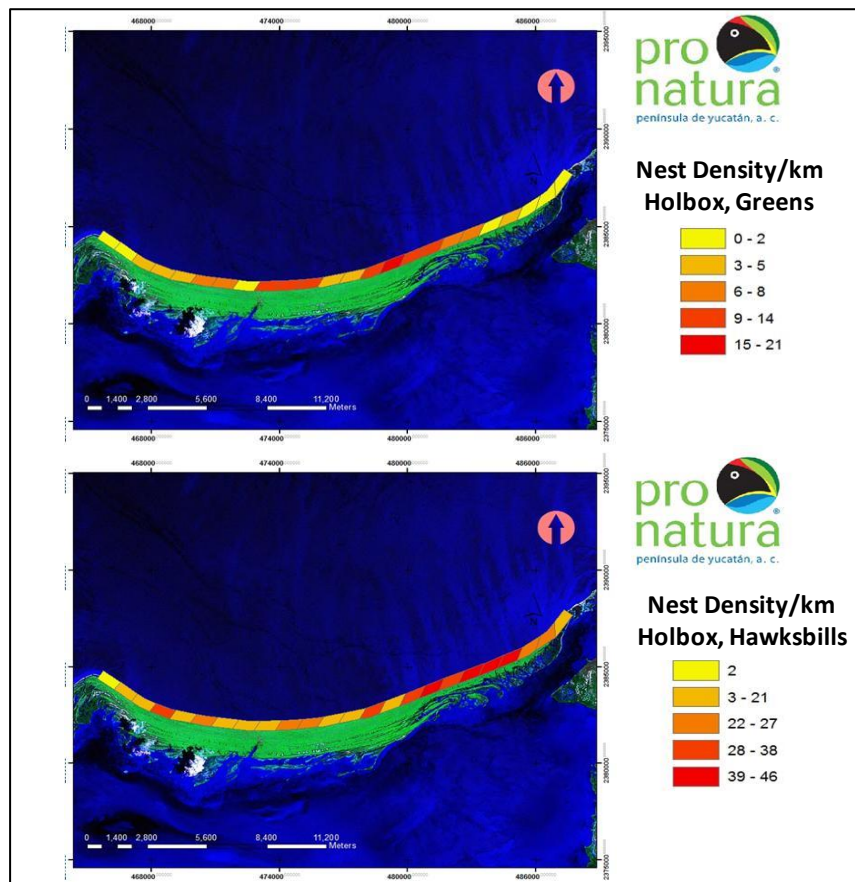 468000 474000 480000 486000
2395000
2390000
2385000
2380000
2375000
0 1,400 2,800 5,600 8,400 11,200
Meters
468000 474000 480000 486000
pro
natura
®
península de yucatán, a. c.
Nest Density/km
Holbox, Greens
0 - 2
3 - 5
6 - 8
9 - 14
15 - 21
468000 474000 480000 486000
2395000
2390000
2385000
2380000
2375000
0 1,400 2,800 5,600 8,400 11,200
Meters
468000 474000 480000 486000
pro
natura
®
península de yucatán, a. c.
Nest Density/km
Holbox, Hawksbills
2
3 - 21
22 - 27
28 - 38
39 - 46